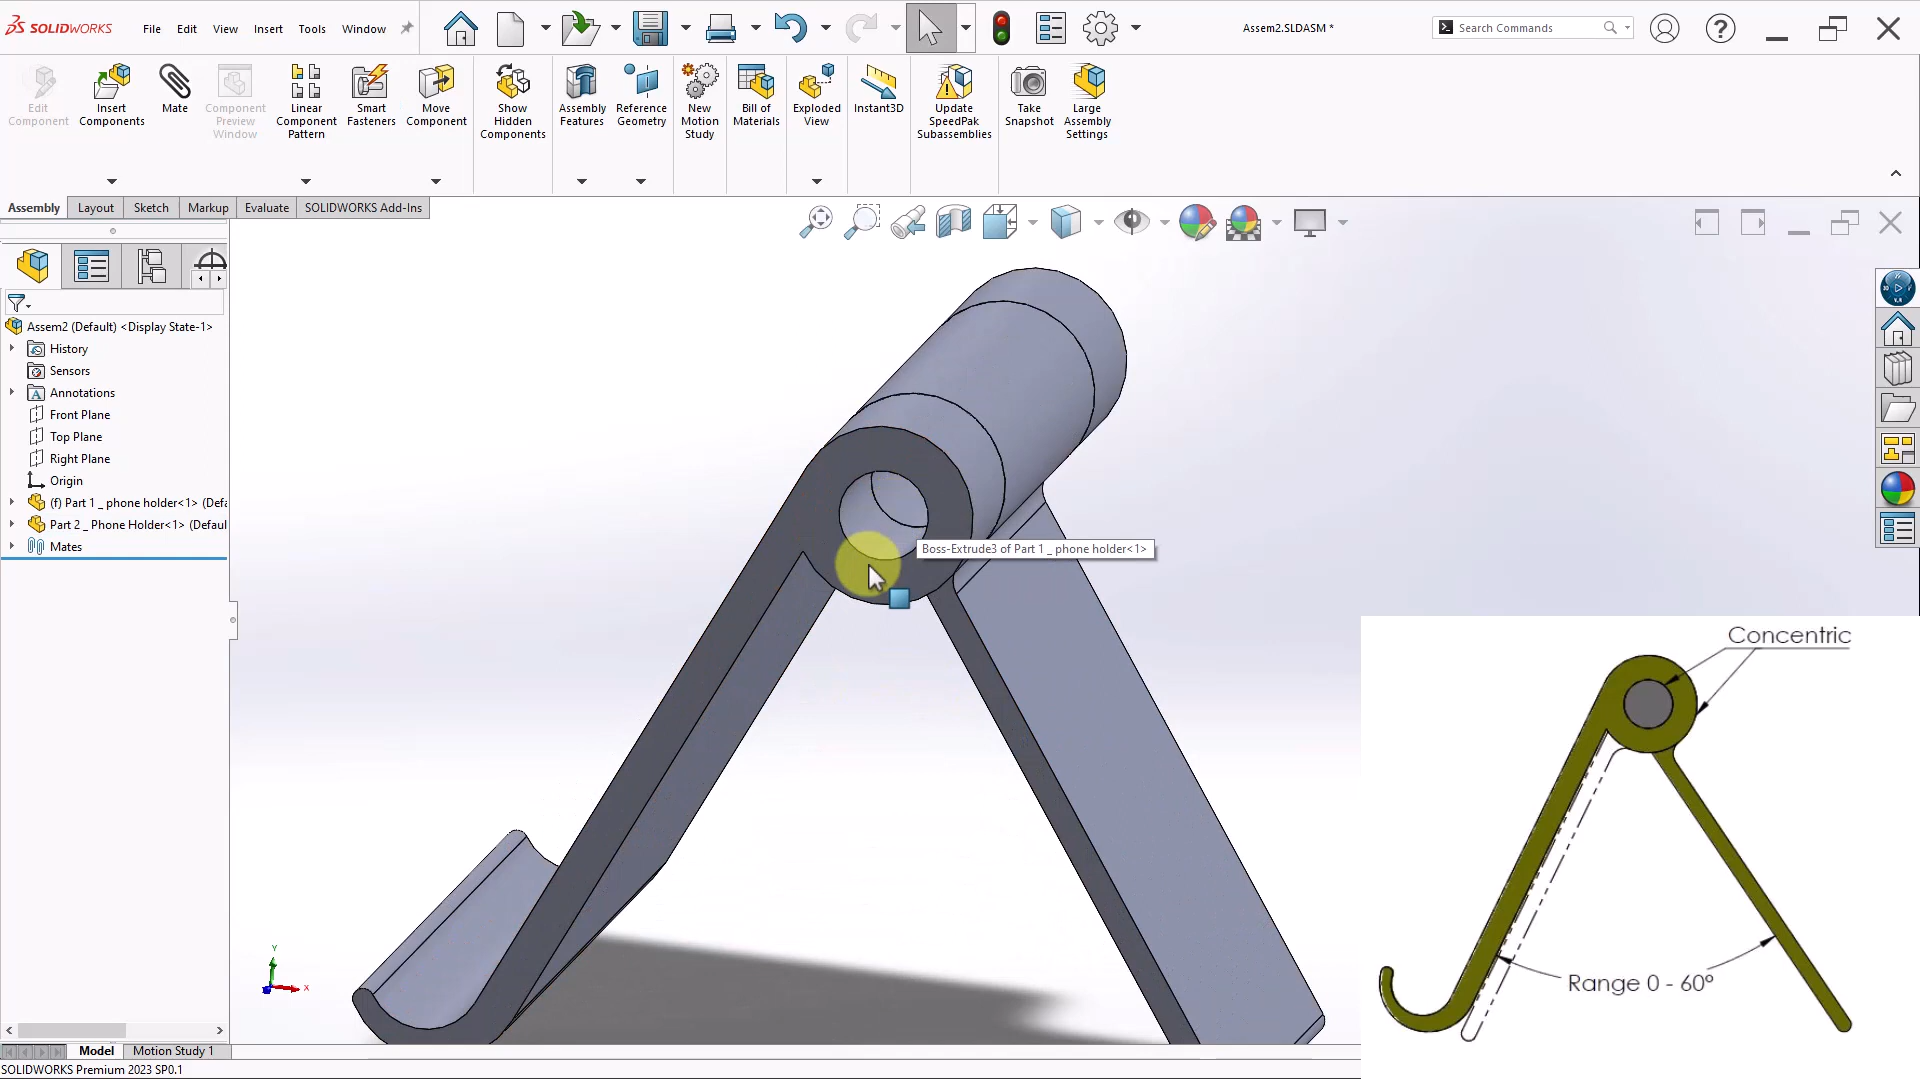 SOLIDWORKS
File Edit View Insert Tools Window
Assem2.SLDASM *
Search Commands
Edit Component
Insert Components
Mate
Component Preview Window
Linear Component Pattern
Smart Fasteners
Move Component
Show Hidden Components
Assembly Features
Reference Geometry
New Motion Study
Bill of Materials
Exploded View
Instant3D
Update SpeedPak Subassemblies
Take Snapshot
Large Assembly Settings
Assembly Layout Sketch Markup Evaluate SOLIDWORKS Add-Ins
Assem2 (Default) <Display State-1>
History
Sensors
Annotations
Front Plane
Top Plane
Right Plane
Origin
(f) Part 1 _ phone holder<1> (Defa
Part 2 _ Phone Holder<1> (Defaul
Mates
Boss-Extrude3 of Part 1 _ phone holder<1>
Concentric
Range 0 - 60°
Y
X
Model Motion Study 1
SOLIDWORKS Premium 2023 SP0.1